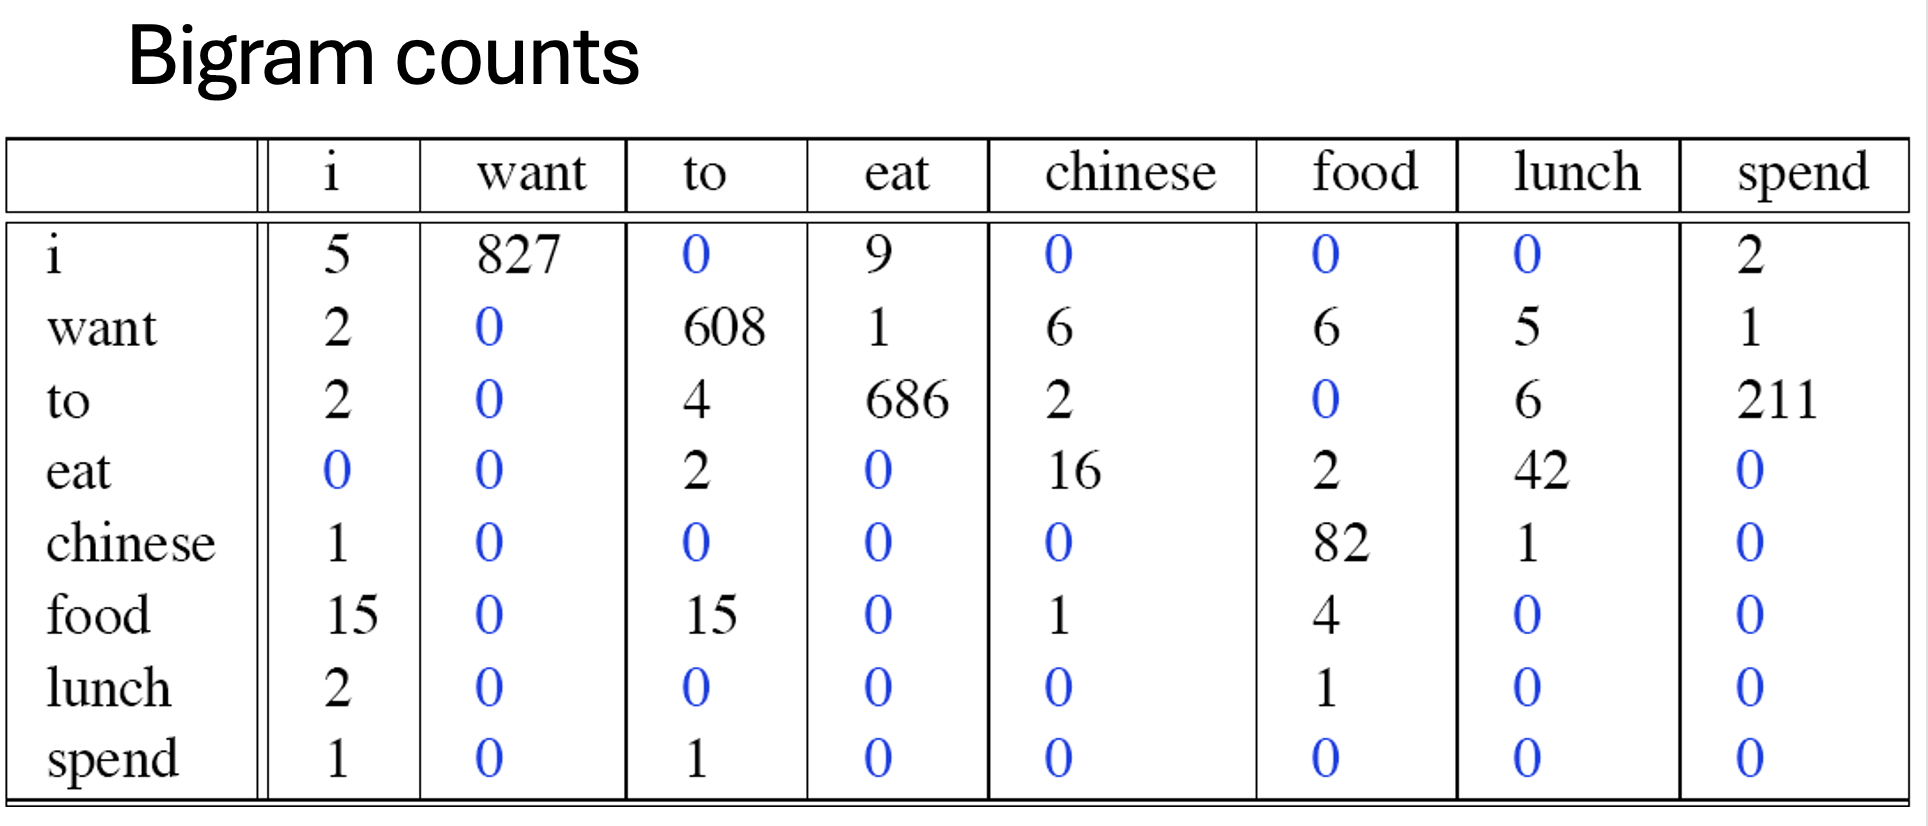 Bigram counts
i want to eat chinese food lunch spend
i 5 827 0 9 0 0 0 2
want 2 0 608 1 6 6 5 1
to 2 0 4 686 2 0 6 211
eat 0 0 2 0 16 2 42 0
chinese 1 0 0 0 0 82 1 0
food 15 0 15 0 1 4 0 0
lunch 2 0 0 0 0 1 0 0
spend 1 0 1 0 0 0 0 0